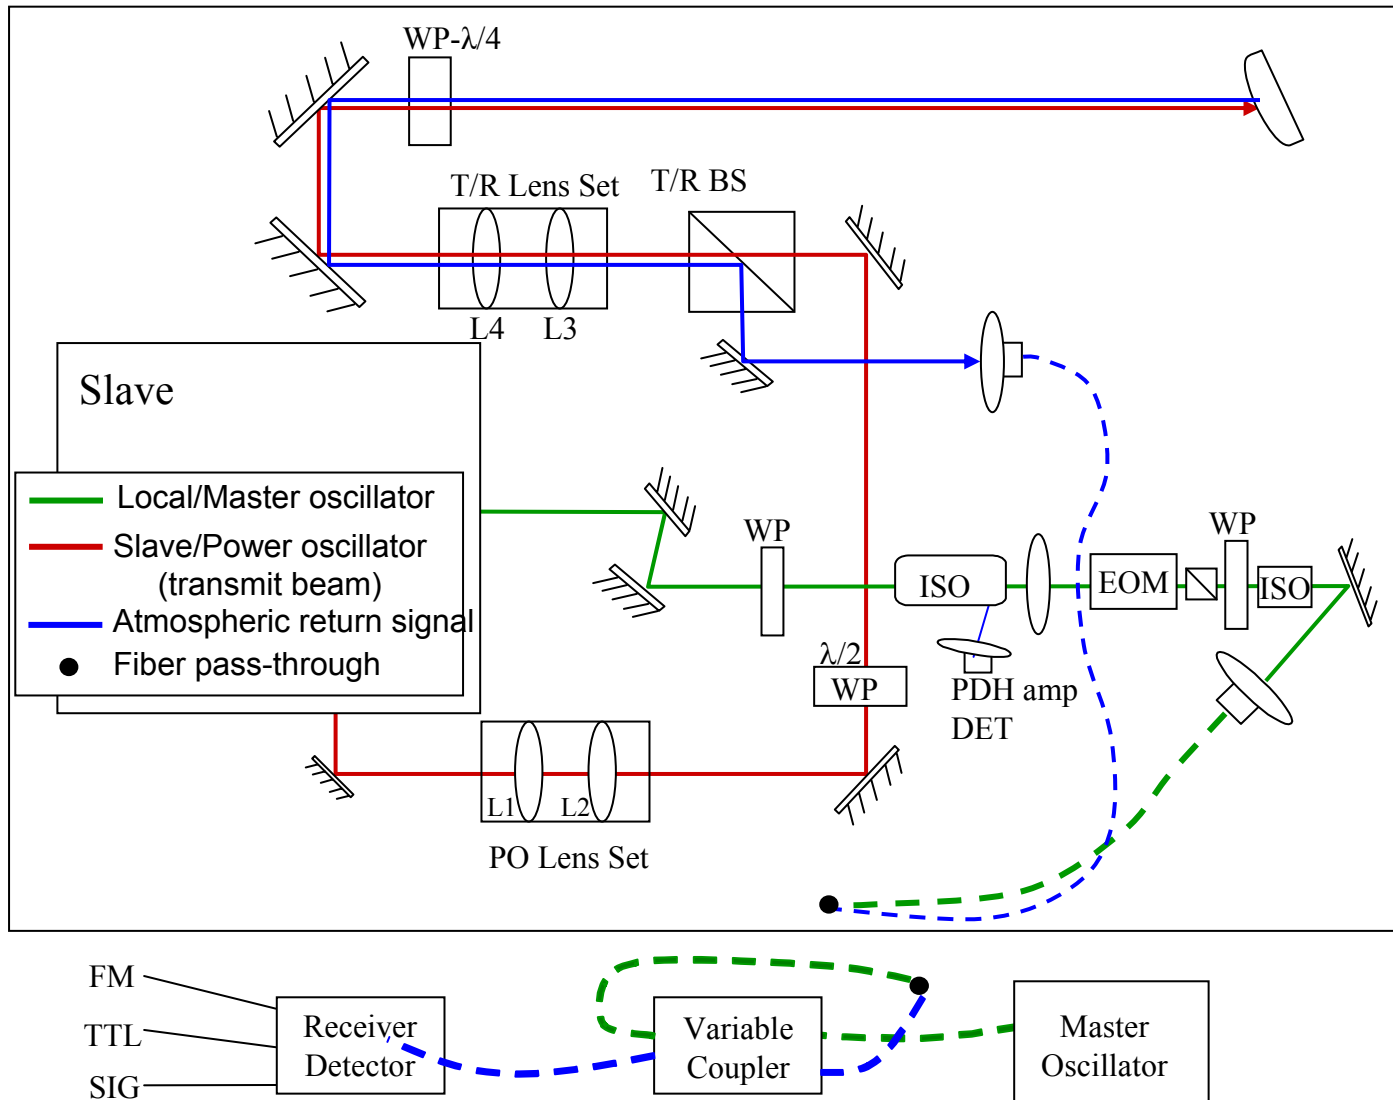 WP-λ/4
T/R Lens Set
T/R BS
L4
L3
Slave
Local/Master oscillator
Slave/Power oscillator
(transmit beam)
Atmospheric return signal
Fiber pass-through
WP
ISO
EOM
WP
ISO
λ/2
WP
PDH amp
DET
L1
L2
PO Lens Set
FM
TTL
SIG
Receiver
Detector
Variable
Coupler
Master
Oscillator